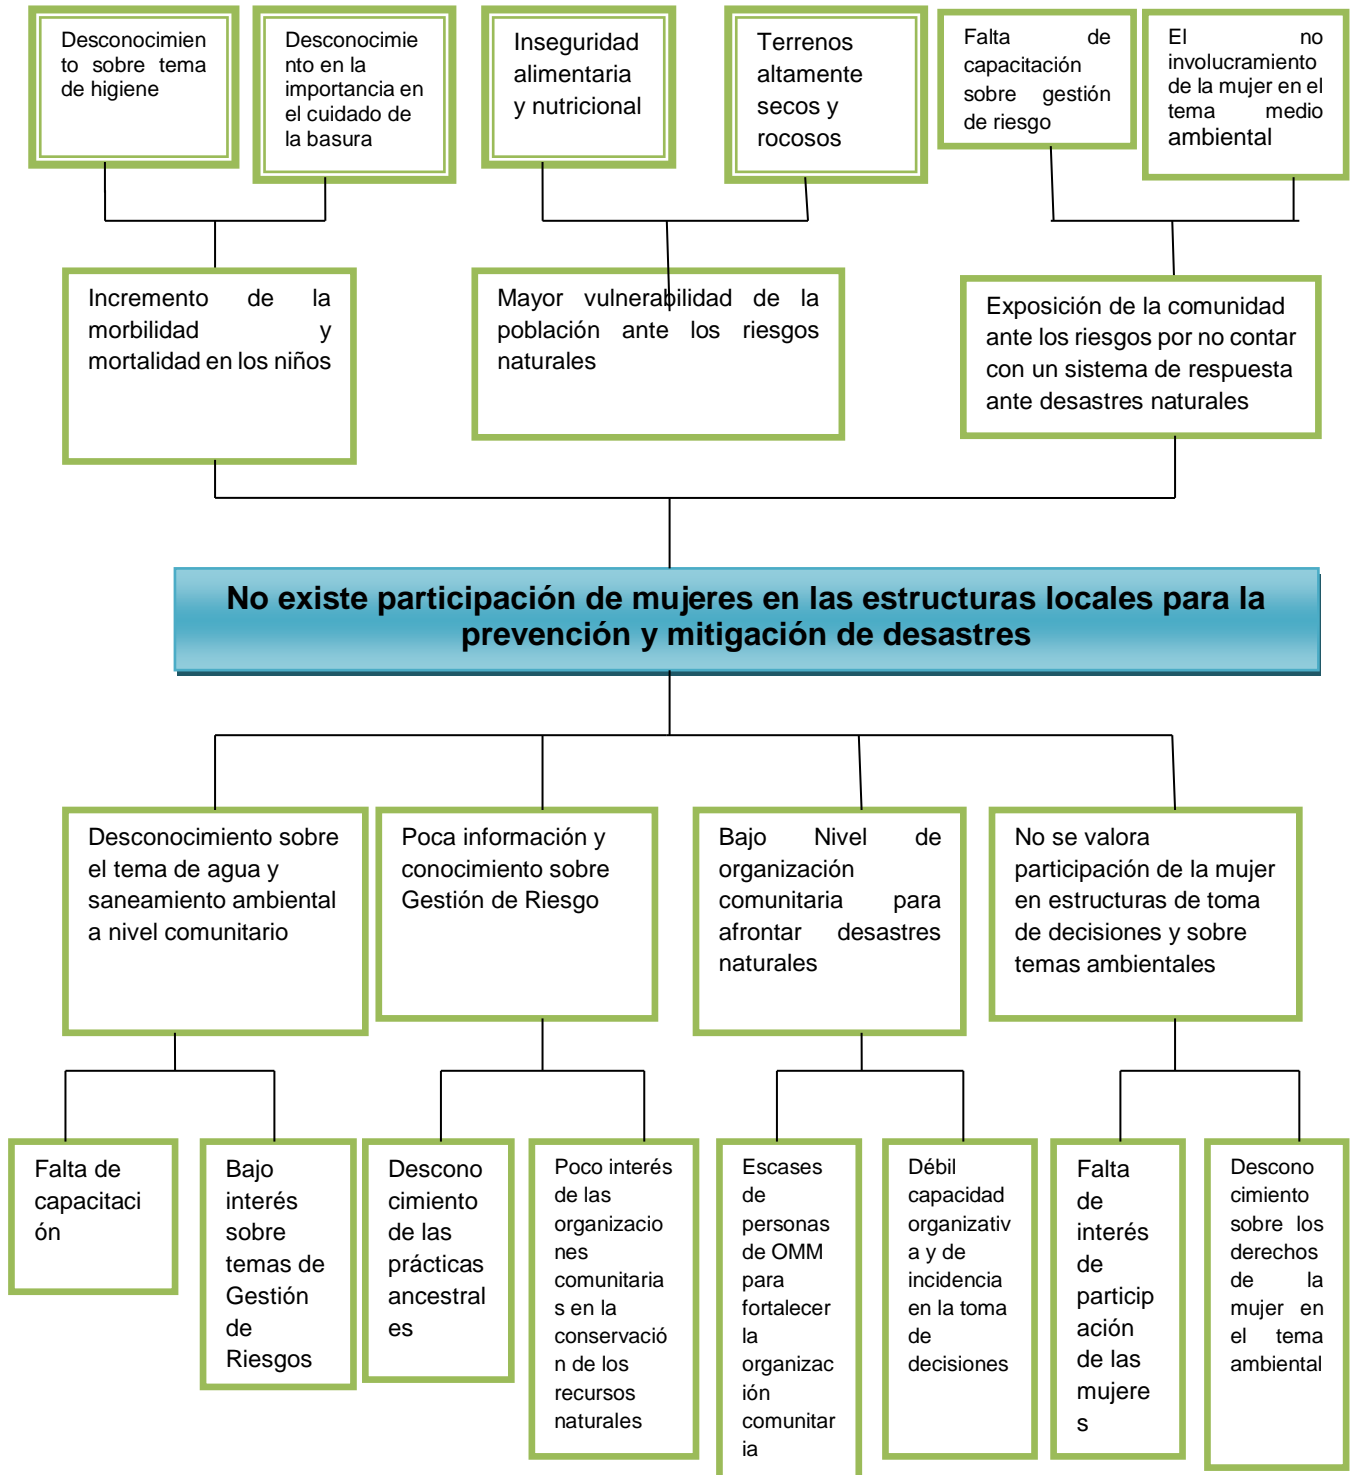 Desconocimien
to sobre tema
de higiene
Desconocimie
nto en la
importancia en
el cuidado de
la basura
Inseguridad
alimentaria
y nutricional
Terrenos
altamente
secos y
rocosos
Falta de
capacitación
sobre gestión
de riesgo
El no
involucramiento
de la mujer en el
tema medio
ambiental
Incremento de la
morbilidad y
mortalidad en los niños
Mayor vulnerabilidad de la
población ante los riesgos
naturales
Exposición de la comunidad
ante los riesgos por no contar
con un sistema de respuesta
ante desastres naturales
No existe participación de mujeres en las estructuras locales para la
prevención y mitigación de desastres
Desconocimiento sobre
el tema de agua y
saneamiento ambiental
a nivel comunitario
Poca información y
conocimiento sobre
Gestión de Riesgo
Bajo Nivel de
organización
comunitaria para
afrontar desastres
naturales
No se valora
participación de la mujer
en estructuras de toma
de decisiones y sobre
temas ambientales
Falta de
capacitaci
ón
Bajo
interés
sobre
temas de
Gestión
de
Riesgos
Descono
cimiento
de las
prácticas
ancestral
es
Poco interés
de las
organizacio
nes
comunitaria
s en la
conservació
n de los
recursos
naturales
Escases
de
personas
de OMM
para
fortalecer
la
organizac
ión
comunitar
ia
Débil
capacidad
organizativ
a y de
incidencia
en la toma
de
decisiones
Falta
de
interés
de
particip
ación
de las
mujere
s
Descono
cimiento
sobre los
derechos
de la
mujer en
el tema
ambiental